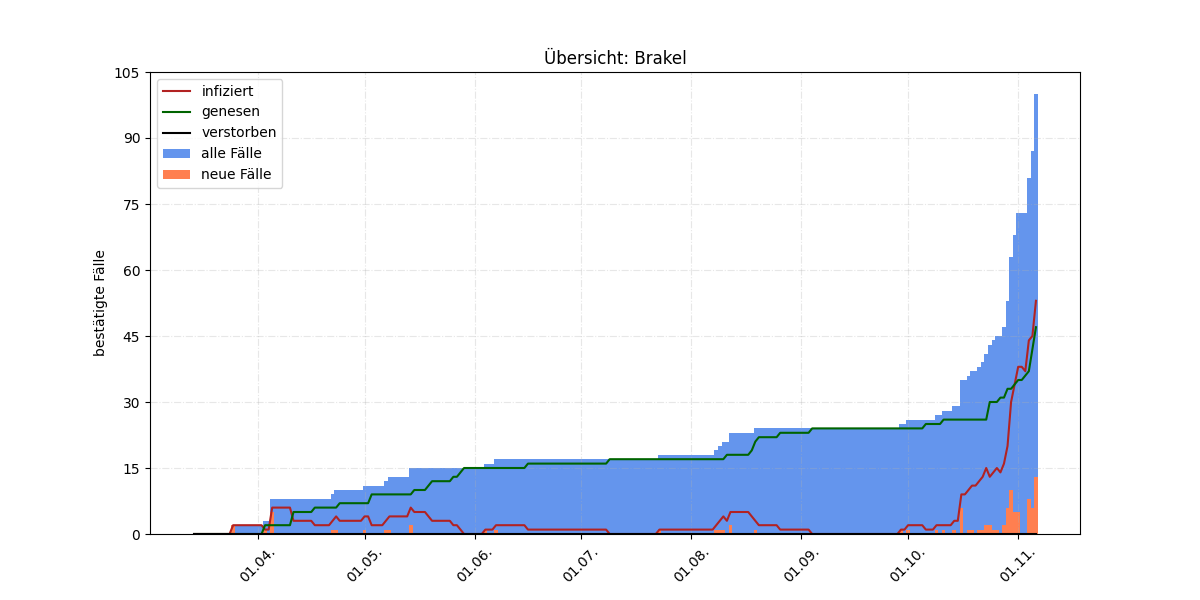 Übersicht: Brakel
infiziert
genesen
verstorben
alle Fälle
neue Fälle
bestätigte Fälle
105
90
75
60
45
30
15
0
01.04.
01.05.
01.06.
01.07.
01.08.
01.09.
01.10.
01.11.